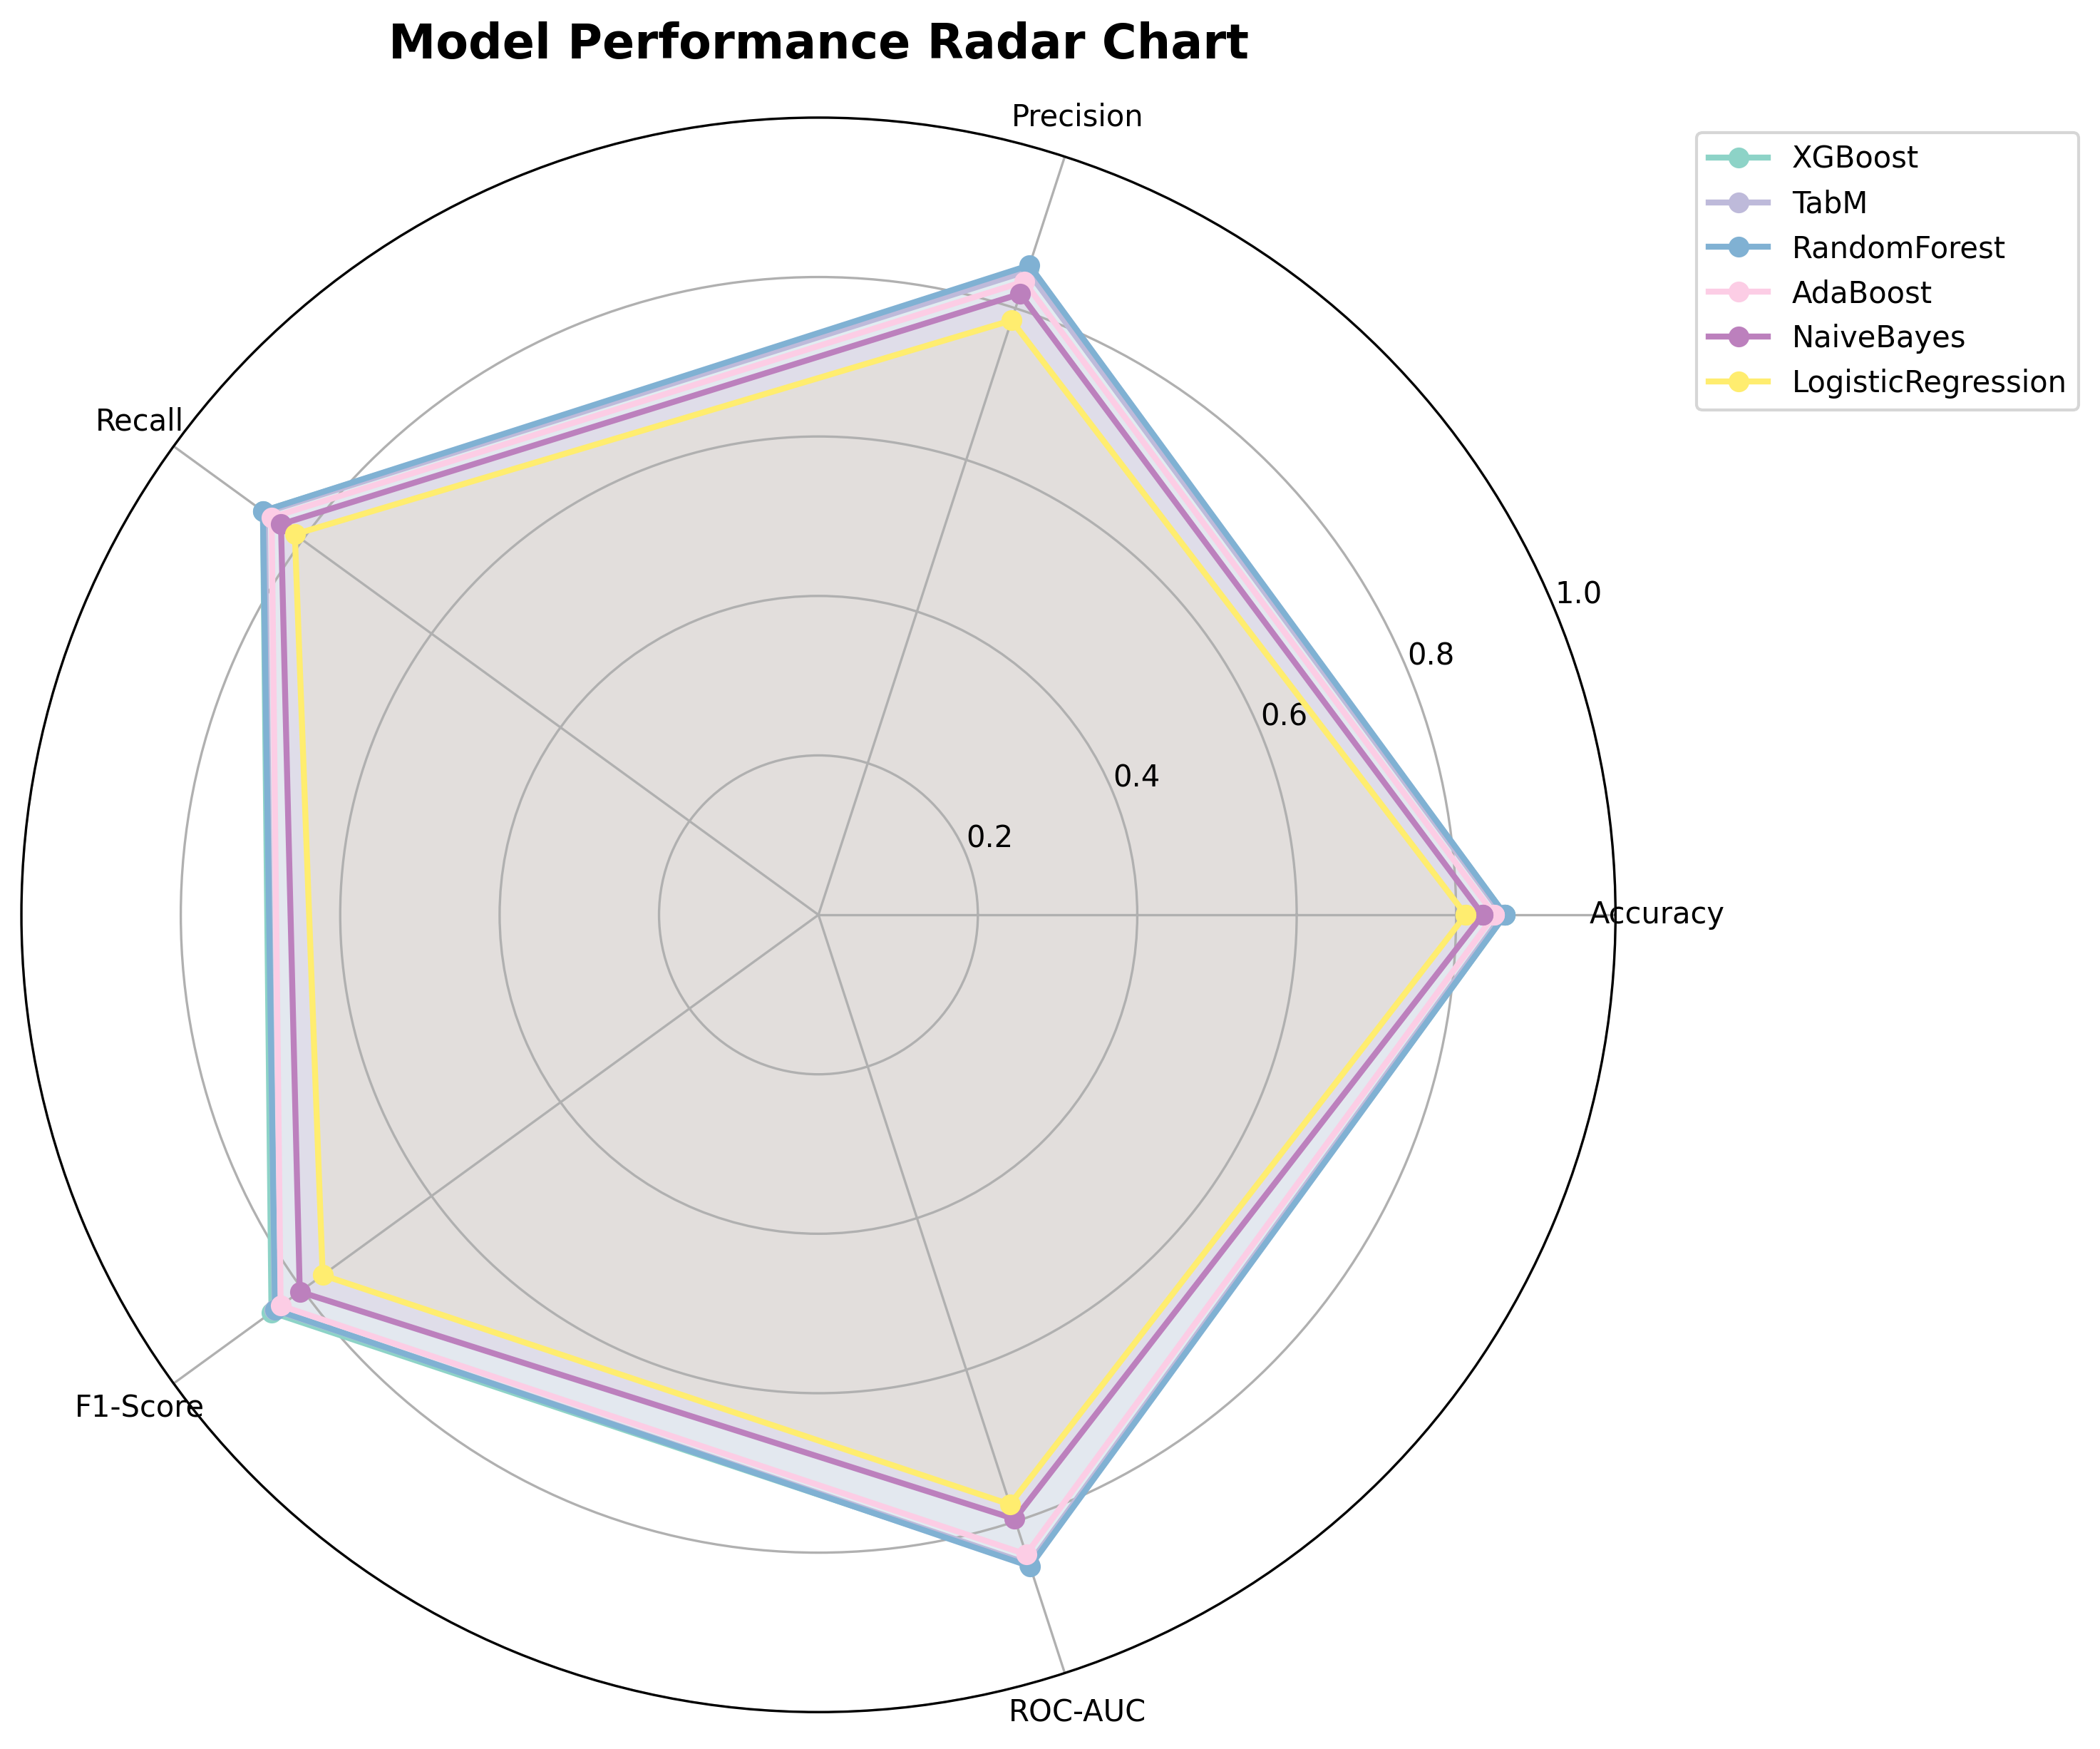 Model Performance Radar Chart
Precision
XGBoost
TabM
RandomForest
AdaBoost
NaiveBayes
LogisticRegression
Recall
1.0
0.8
0.6
0.4
0.2
Accuracy
F1-Score
ROC-AUC